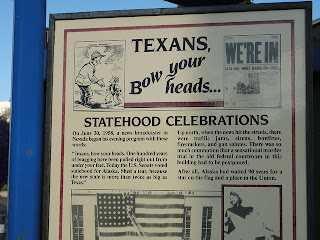 TEXANS,
Bow your
heads...
WE'RE IN
STATEHOOD CELEBRATIONS
On June 30, 1958, a news broadcaster in
Nevada began his evening program with these
words:
"Texans, bow your heads. One hundred years
of bragging have been pulled right out from
under your feet. Today the U.S. Senate voted
statehood for Alaska. Shed a tear, because
the new state is more than twice as big as
Texas."
Up north, when the news hit the streets, there
were traffic jams, sirens, bonfires,
firecrackers, and gun salutes. There was so
much commotion that a sensational murder
trial in the old federal courtroom in this
building had to be postponed.
After all, Alaska had waited 90 years for a
star on the flag and a place in the Union.